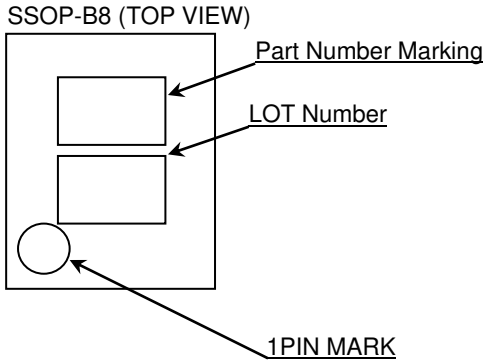 SSOP-B8 (TOP VIEW)
Part Number Marking
LOT Number
1PIN MARK